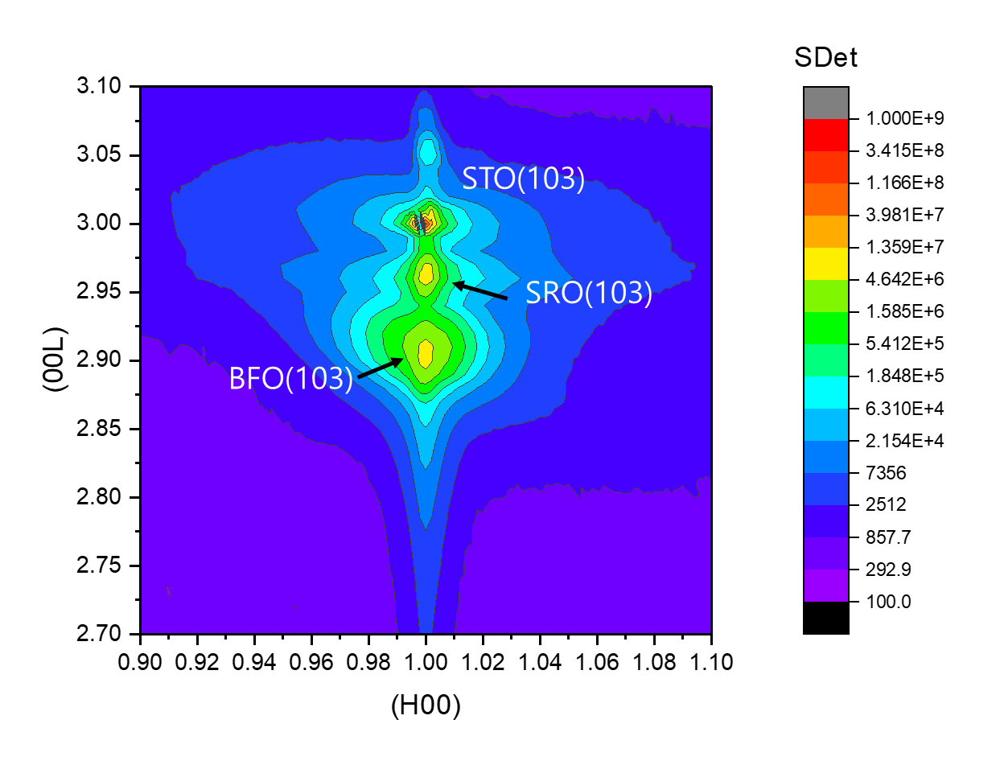 SDet
3.10
3.05
3.00
2.95
2.90
2.85
2.80
2.75
2.70
(00L)
STO(103)
SRO(103)
BFO(103)
0.90 0.92 0.94 0.96 0.98 1.00 1.02 1.04 1.06 1.08 1.10
(H00)
1.000E+9
3.415E+8
1.166E+8
3.981E+7
1.359E+7
4.642E+6
1.585E+6
5.412E+5
1.848E+5
6.310E+4
2.154E+4
7356
2512
857.7
292.9
100.0